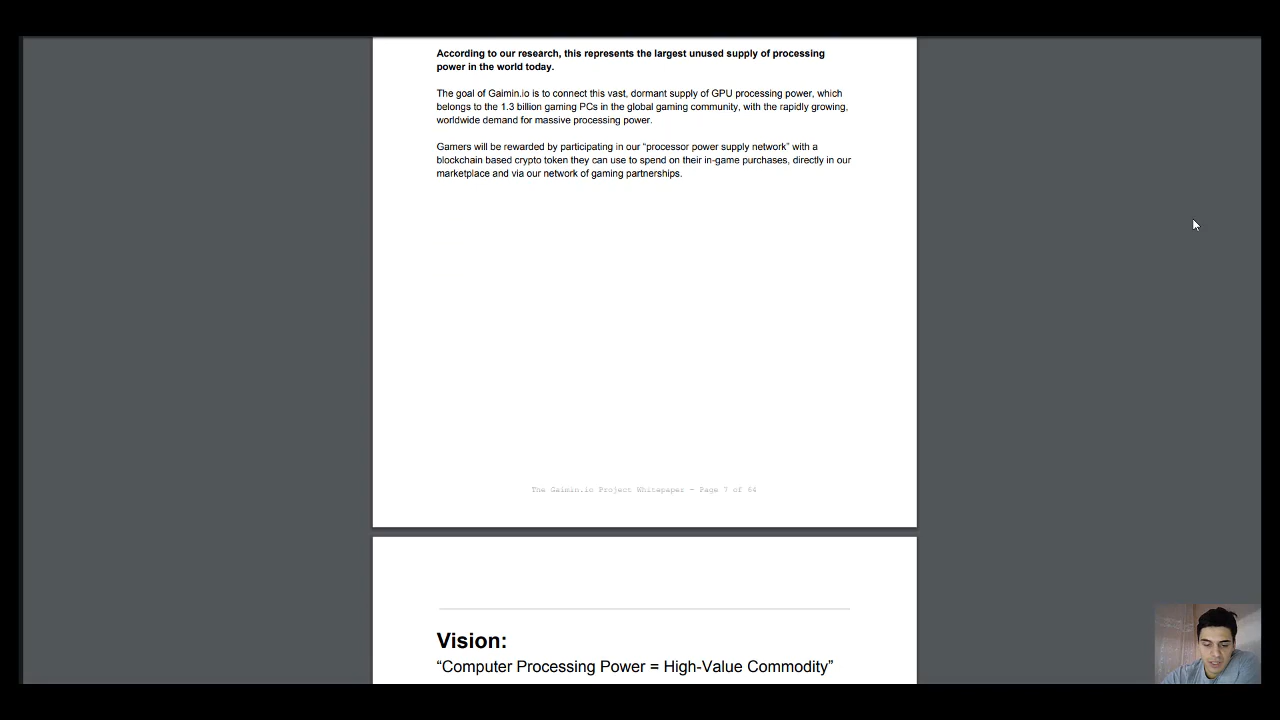 According to our research, this represents the largest unused supply of processing
power in the world today.
The goal of Gaimin.io is to connect this vast, dormant supply of GPU processing power, which
belongs to the 1.3 billion gaming PCs in the global gaming community, with the rapidly growing,
worldwide demand for massive processing power.
Gamers will be rewarded by participating in our “processor power supply network” with a
blockchain based crypto token they can use to spend on their in-game purchases, directly in our
marketplace and via our network of gaming partnerships.
The Gaimin.io Project Whitepaper – Page 7 of 64
Vision:
“Computer Processing Power = High-Value Commodity”